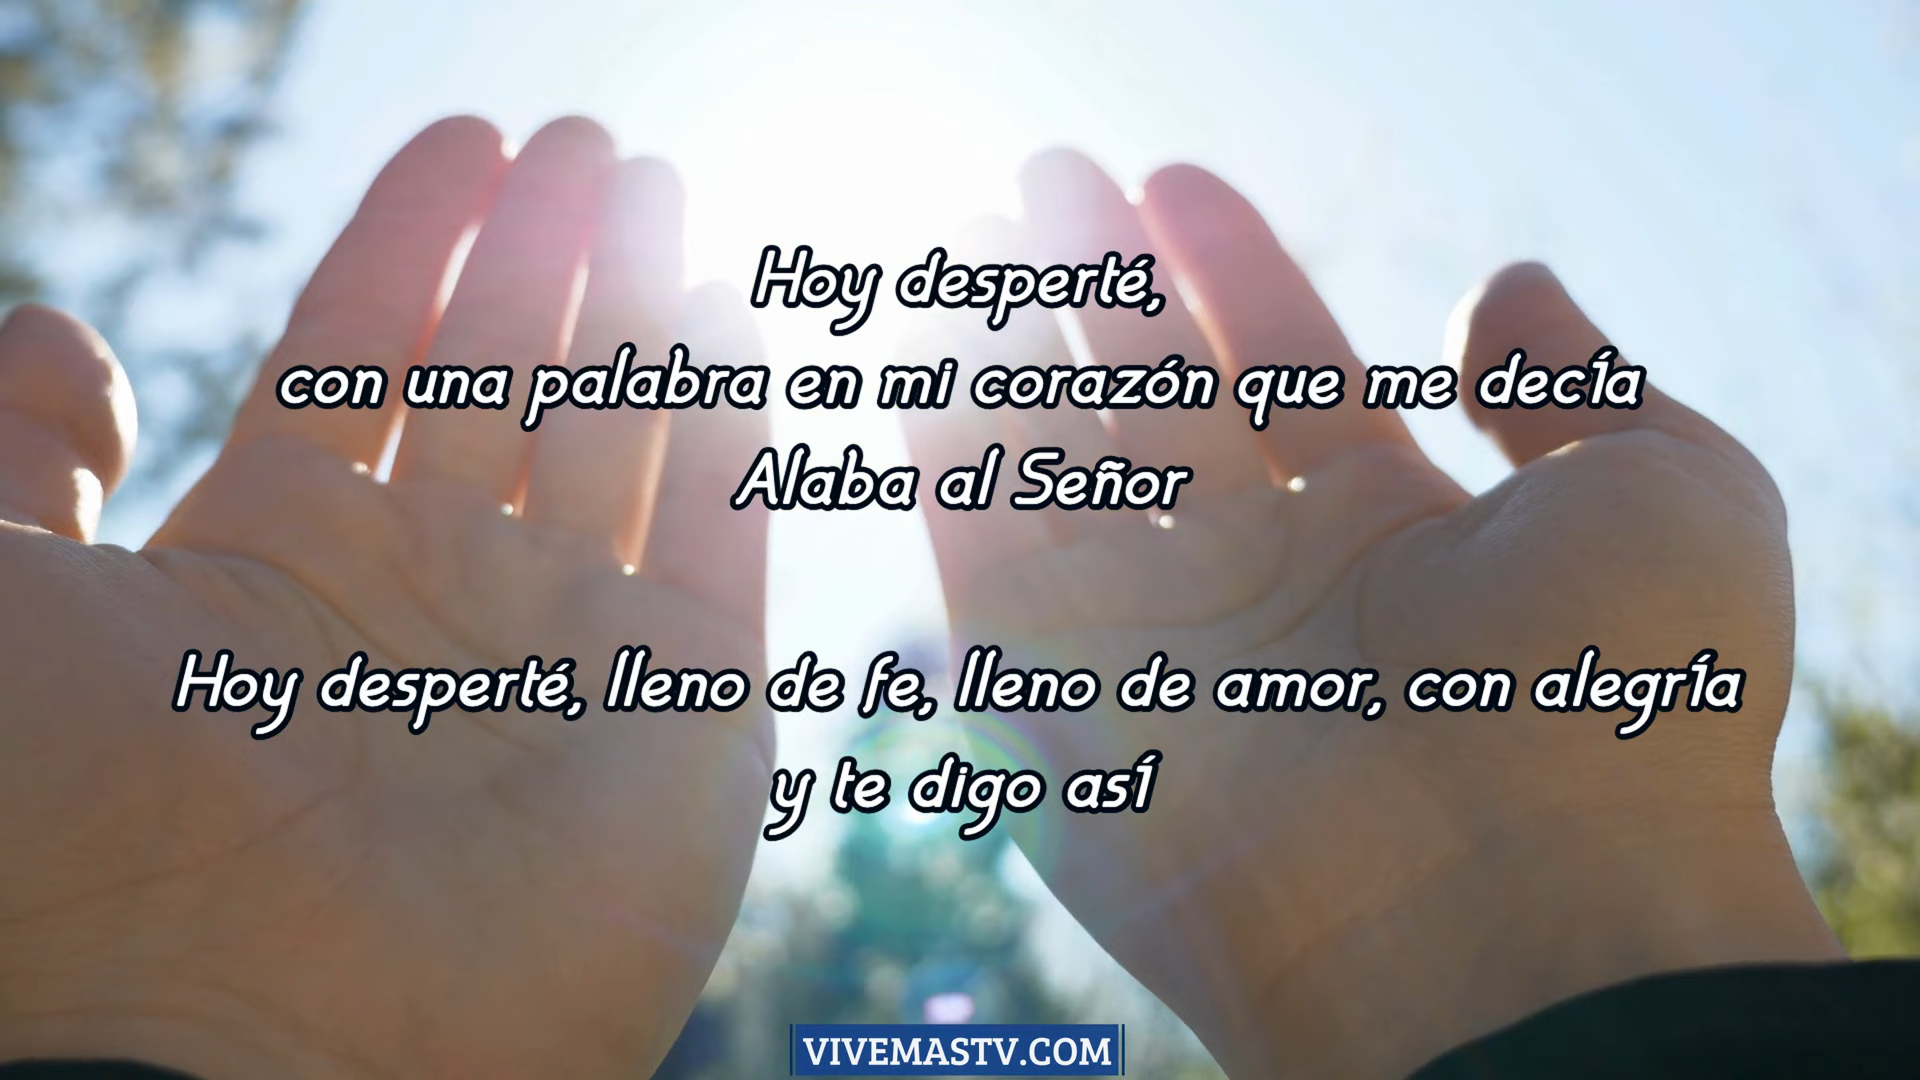 Hoy desperté,
con una palabra en mi corazón que me decía
Alaba al Señor
Hoy desperté, lleno de fe, lleno de amor, con alegría
y te digo así
VIVEMASTV.COM